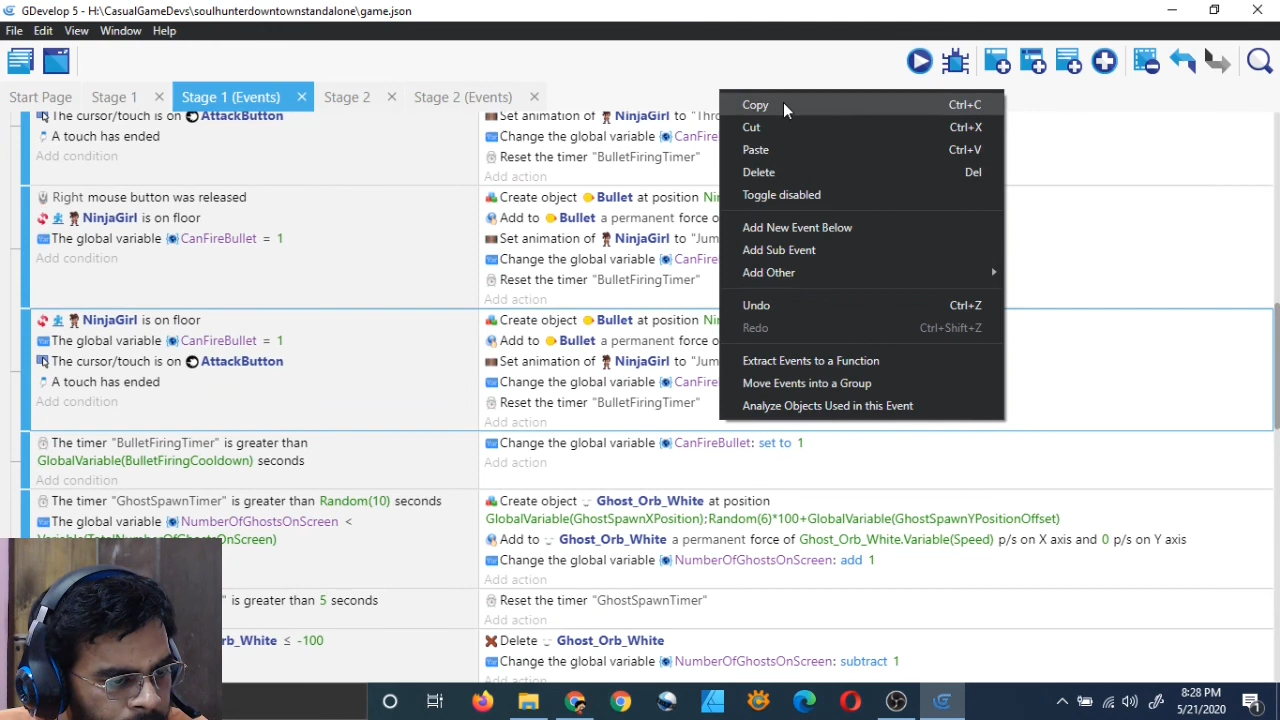 GDevelop 5 - H:\CasualGameDevs\soulhunterdowntownstandalone\game.json
File Edit View Window Help
Start Page Stage 1 × Stage 1 (Events) × Stage 2 × Stage 2 (Events) ×
The cursor/touch is on AttackButton
A touch has ended
Add condition
Set animation of NinjaGirl to "Thr
Change the global variable CanFire
Reset the timer "BulletFiringTimer"
Add action
Right mouse button was released
NinjaGirl is on floor
The global variable CanFireBullet = 1
Add condition
Create object Bullet at position Nin
Add to Bullet a permanent force o
Set animation of NinjaGirl to "Jum
Change the global variable CanFire
Reset the timer "BulletFiringTimer"
Add action
NinjaGirl is on floor
The global variable CanFireBullet = 1
The cursor/touch is on AttackButton
A touch has ended
Add condition
Create object Bullet at position Nin
Add to Bullet a permanent force o
Set animation of NinjaGirl to "Jum
Change the global variable CanFire
Reset the timer "BulletFiringTimer"
Add action
Copy Ctrl+C
Cut Ctrl+X
Paste Ctrl+V
Delete Del
Toggle disabled
Add New Event Below
Add Sub Event
Add Other
Undo Ctrl+Z
Redo Ctrl+Shift+Z
Extract Events to a Function
Move Events into a Group
Analyze Objects Used in this Event
The timer "BulletFiringTimer" is greater than
GlobalVariable(BulletFiringCooldown) seconds
Add condition
Change the global variable CanFireBullet: set to 1
Add action
The timer "GhostSpawnTimer" is greater than Random(10) seconds
The global variable NumberOfGhostsOnScreen <
Create object Ghost_Orb_White at position
GlobalVariable(GhostSpawnXPosition);Random(6)*100+GlobalVariable(GhostSpawnYPositionOffset)
Add to Ghost_Orb_White a permanent force of Ghost_Orb_White.Variable(Speed) p/s on X axis and 0 p/s on Y axis
Change the global variable NumberOfGhostsOnScreen: add 1
Add action
is greater than 5 seconds
Reset the timer "GhostSpawnTimer"
Add action
rb_White ≤ -100
Delete Ghost_Orb_White
Change the global variable NumberOfGhostsOnScreen: subtract 1
8:28 PM
5/21/2020